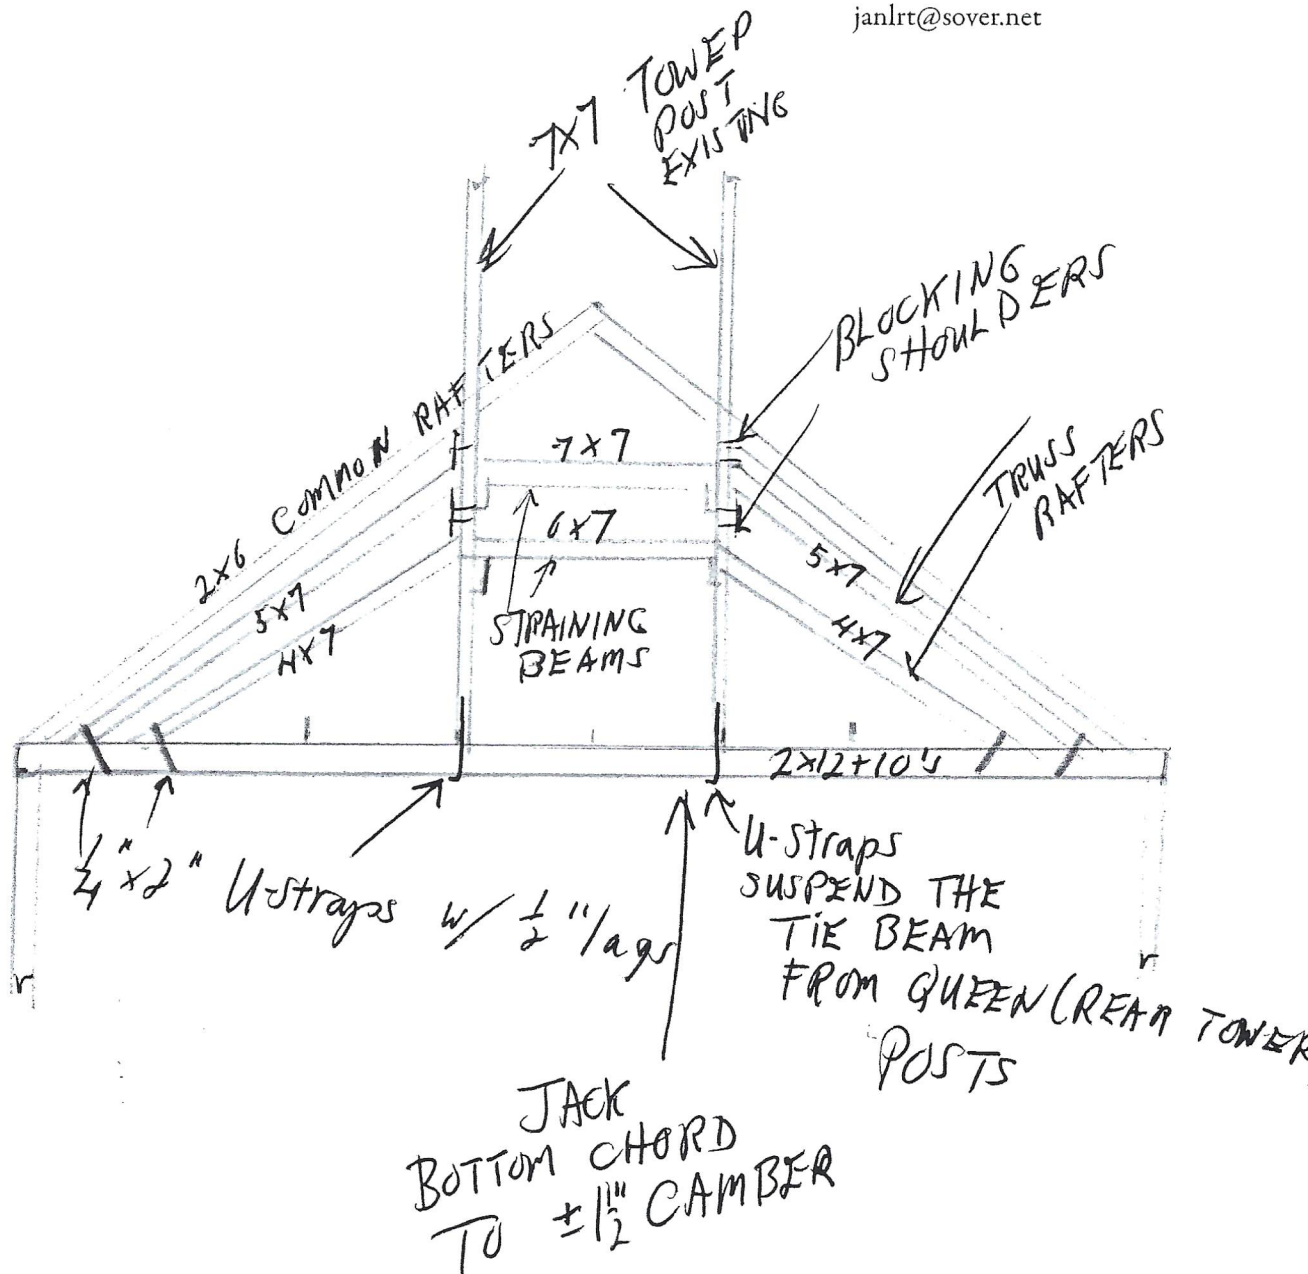 janlrt@sover.net
7x7 TOWER
POST
EXISTING
BLOCKING
SHOULDERS
2x6 COMMON RAFTERS
7x7
TRUSS
RAFTERS
6x7
5x7
5x7
4x7
4x7
STRAINING
BEAMS
2x12+10's
1/4" x 2" U-straps w/ 1/2" lags
U-straps
SUSPEND THE
TIE BEAM
FROM QUEEN (REAR TOWER
POSTS
JACK
BOTTOM CHORD
TO ±1 1/2" CAMBER